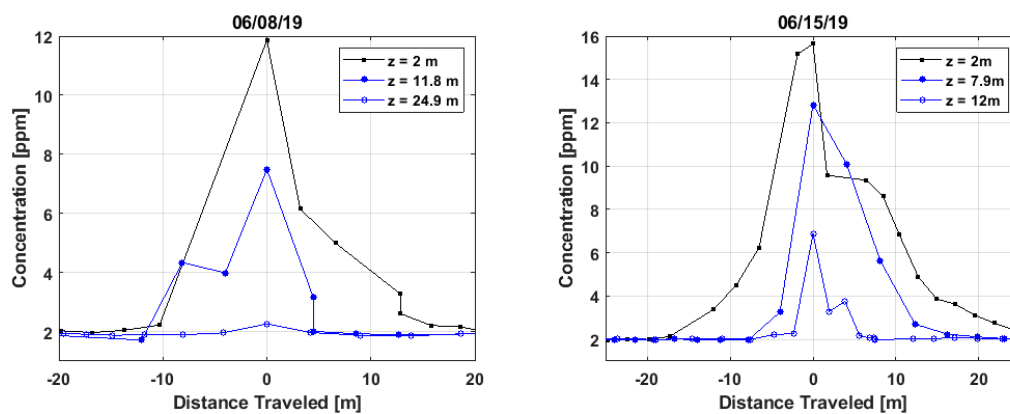 06/08/19
12
10
8
6
4
2
-20
-10
0
10
20
Concentration [ppm]
Distance Traveled [m]
z = 2 m
z = 11.8 m
z = 24.9 m
06/15/19
16
14
12
10
8
6
4
2
-20
-10
0
10
20
Concentration [ppm]
Distance Traveled [m]
z = 2m
z = 7.9m
z = 12m